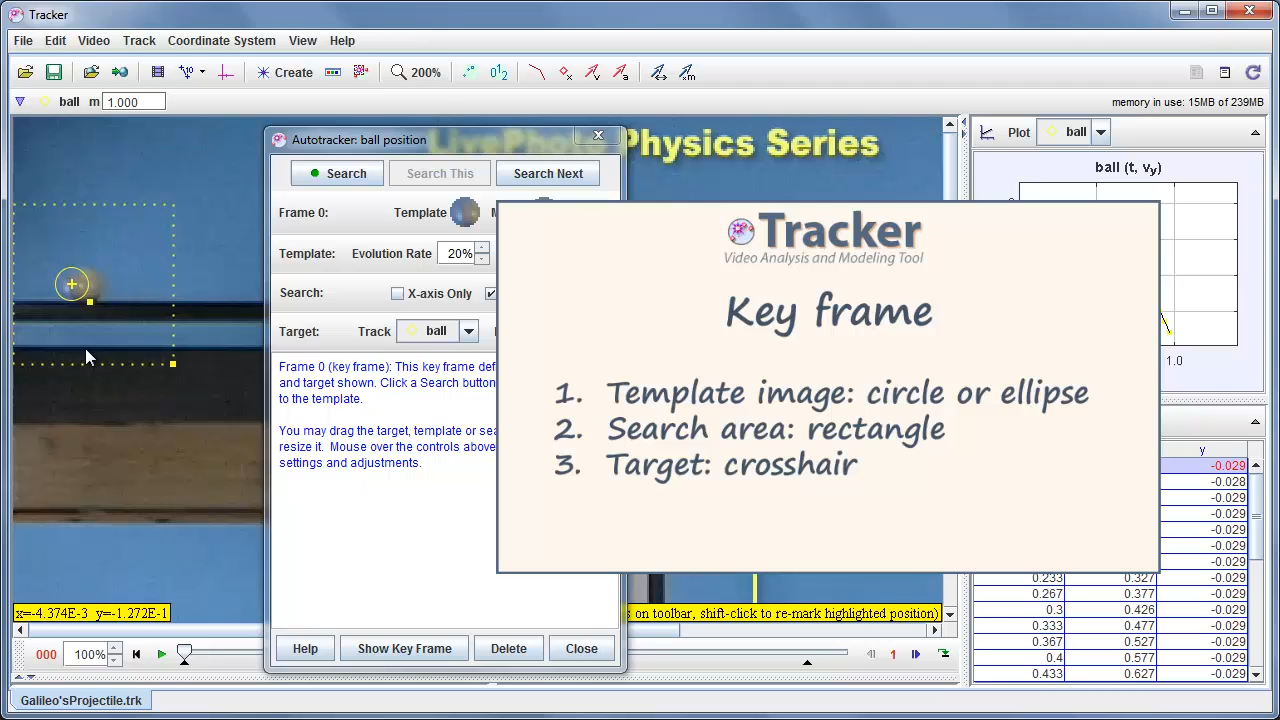 Tracker
File Edit Video Track Coordinate System View Help
Create 200%
ball m 1.000
memory in use: 15MB of 239MB
Physics Series
Autotracker: ball position
Search Search This Search Next
Frame 0: Template
Template: Evolution Rate 20%
Search: X-axis Only
Target: Track ball
Frame 0 (key frame): This key frame
and target shown. Click a Search button
to the template.
You may drag the target, template or
resize it. Mouse over the controls
settings and adjustments.
Help Show Key Frame Delete Close
Tracker
Video Analysis and Modeling Tool
Key frame
1. Template image: circle or ellipse
2. Search area: rectangle
3. Target: crosshair
Plot ball
ball (t, vy)
1.0
y
-0.029
-0.028
-0.029
-0.029
-0.029
-0.029
-0.029
0.233 0.327 -0.029
0.267 0.377 -0.029
0.3 0.426 -0.029
0.333 0.477 -0.029
0.367 0.527 -0.029
0.4 0.577 -0.029
0.433 0.627 -0.029
x=-4.374E-3 y=-1.272E-1
on toolbar, shift-click to re-mark highlighted position)
000 100% 1
Galileo'sProjectile.trk